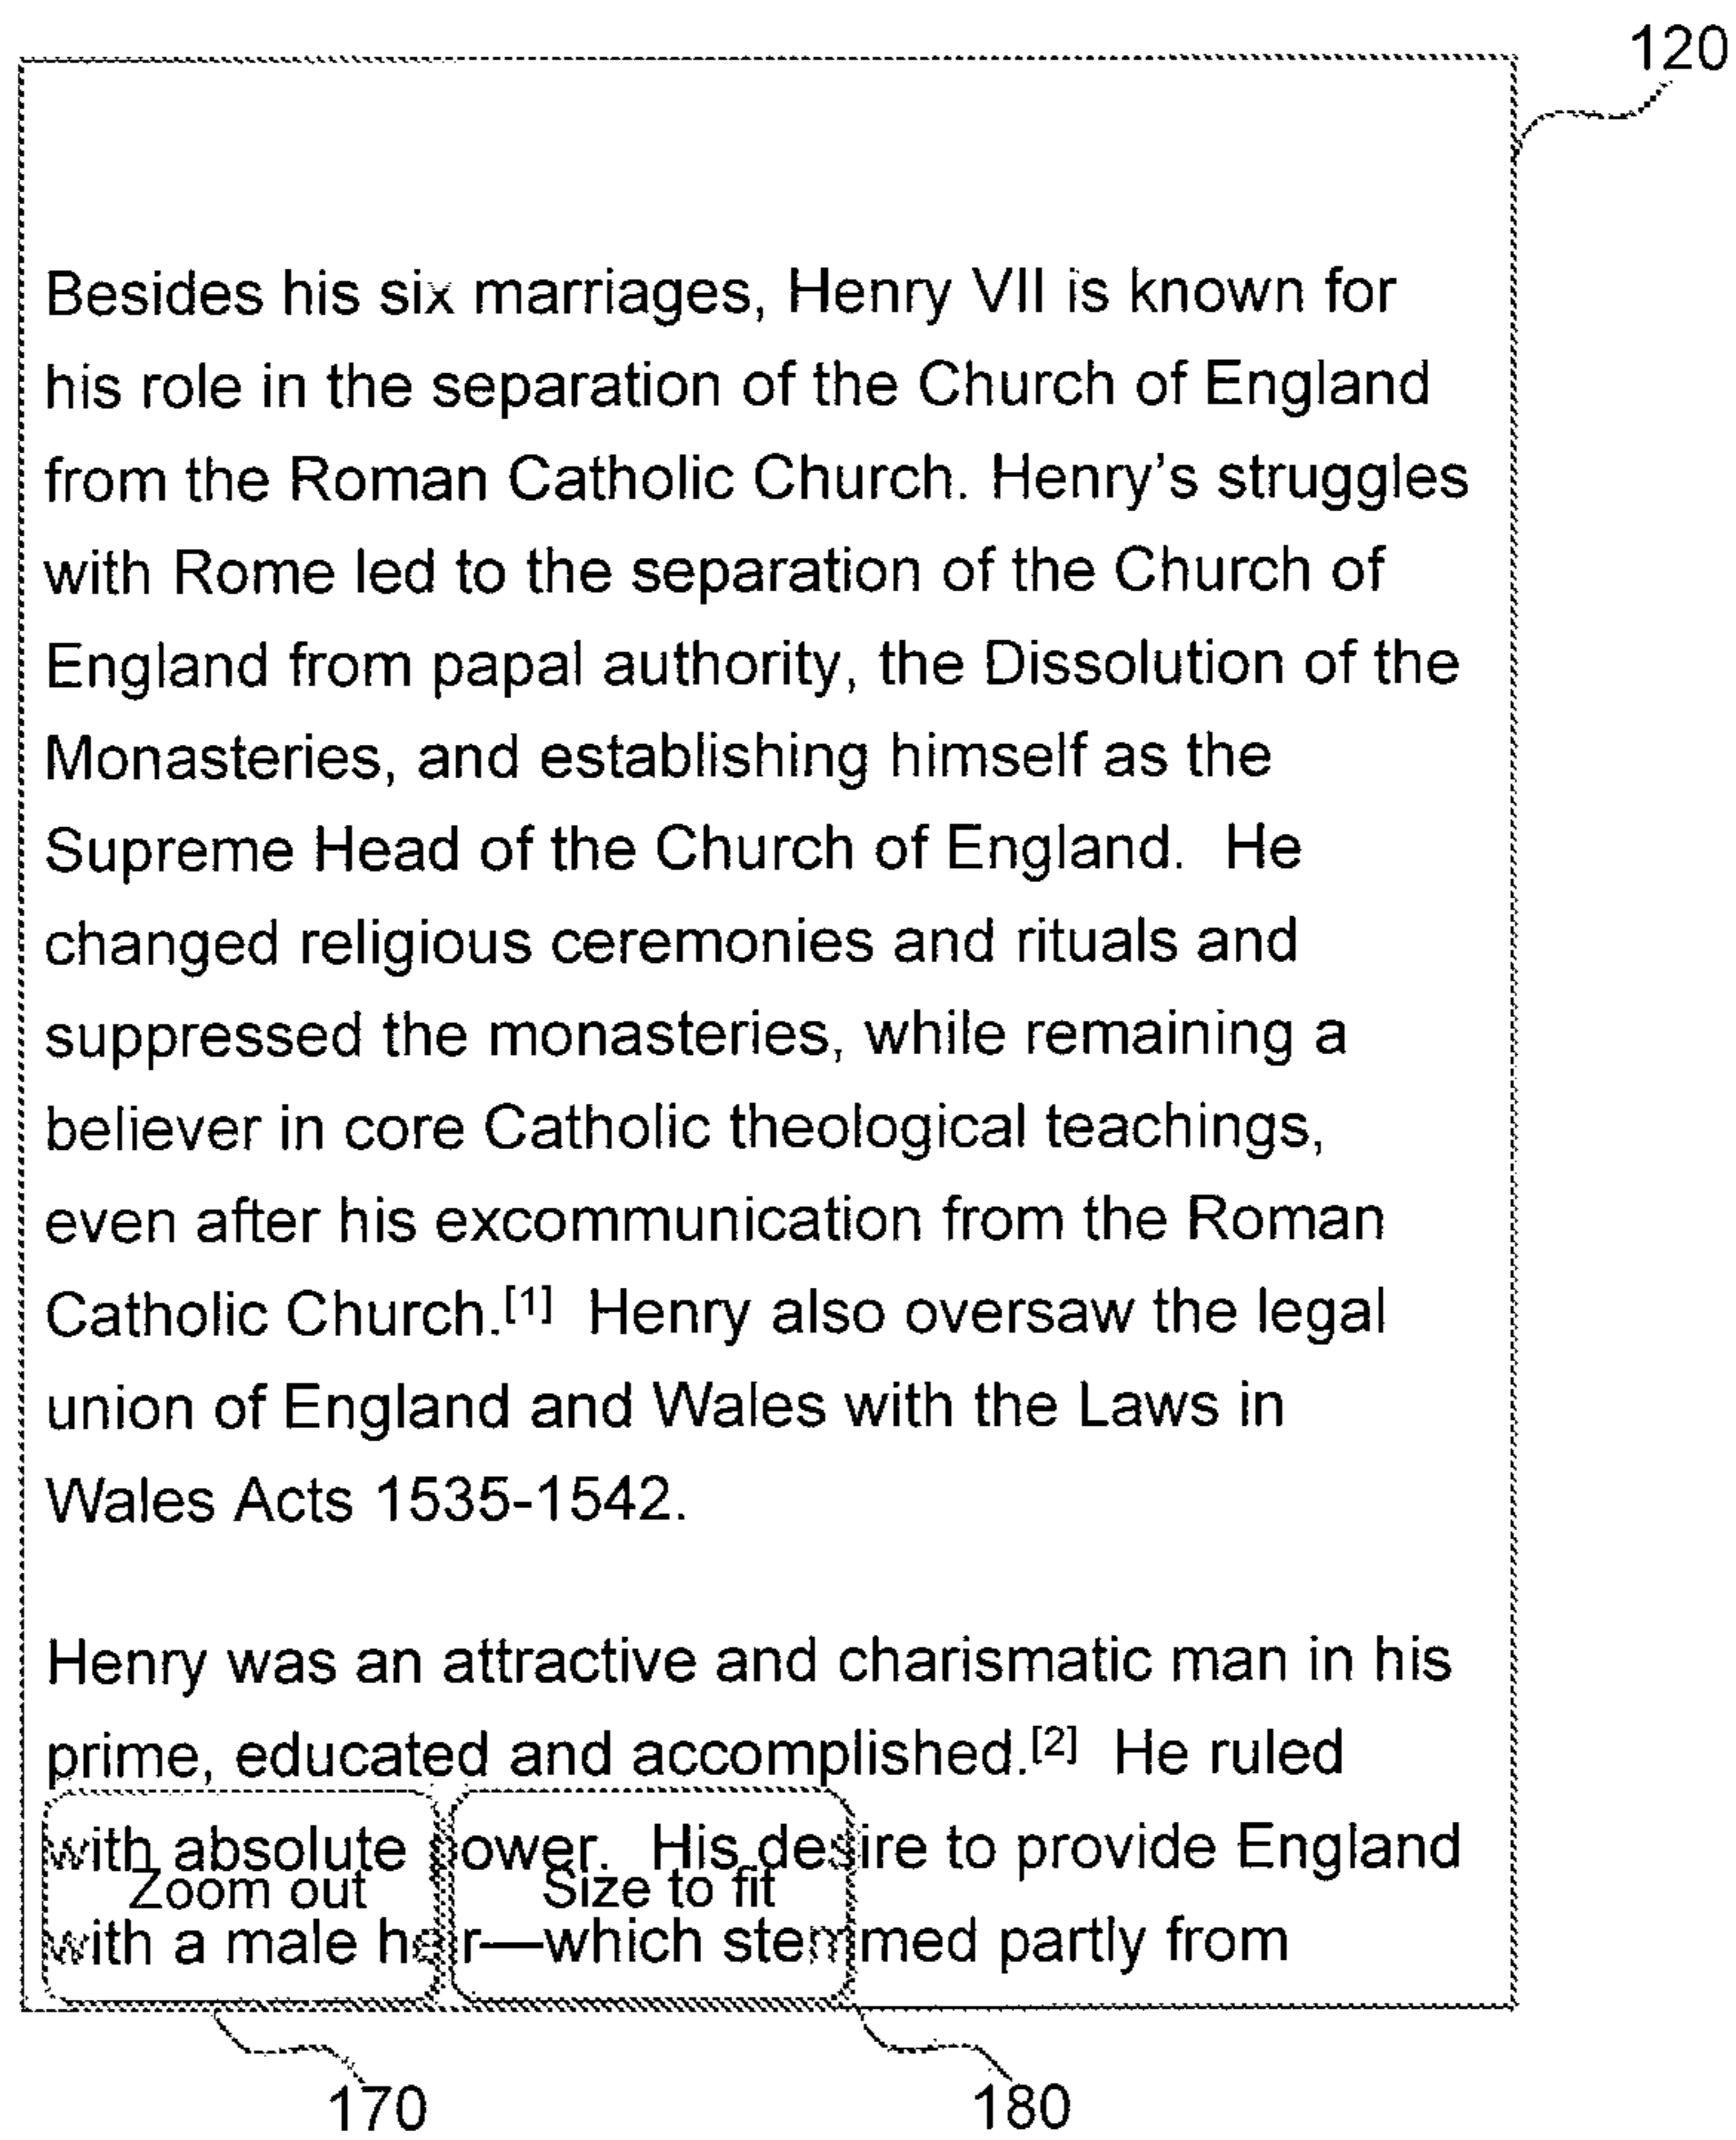 120
Besides his six marriages, Henry VII is known for
his role in the separation of the Church of England
from the Roman Catholic Church. Henry’s struggles
with Rome led to the separation of the Church of
England from papal authority, the Dissolution of the
Monasteries, and establishing himself as the
Supreme Head of the Church of England.  He
changed religious ceremonies and rituals and
suppressed the monasteries, while remaining a
believer in core Catholic theological teachings,
even after his excommunication from the Roman
Catholic Church.[1]  Henry also oversaw the legal
union of England and Wales with the Laws in
Wales Acts 1535-1542.
Henry was an attractive and charismatic man in his
prime, educated and accomplished.[2]  He ruled
with absolute power.  His desire to provide England
Zoom out Size to fit
with a male heir—which stemmed partly from
170 180